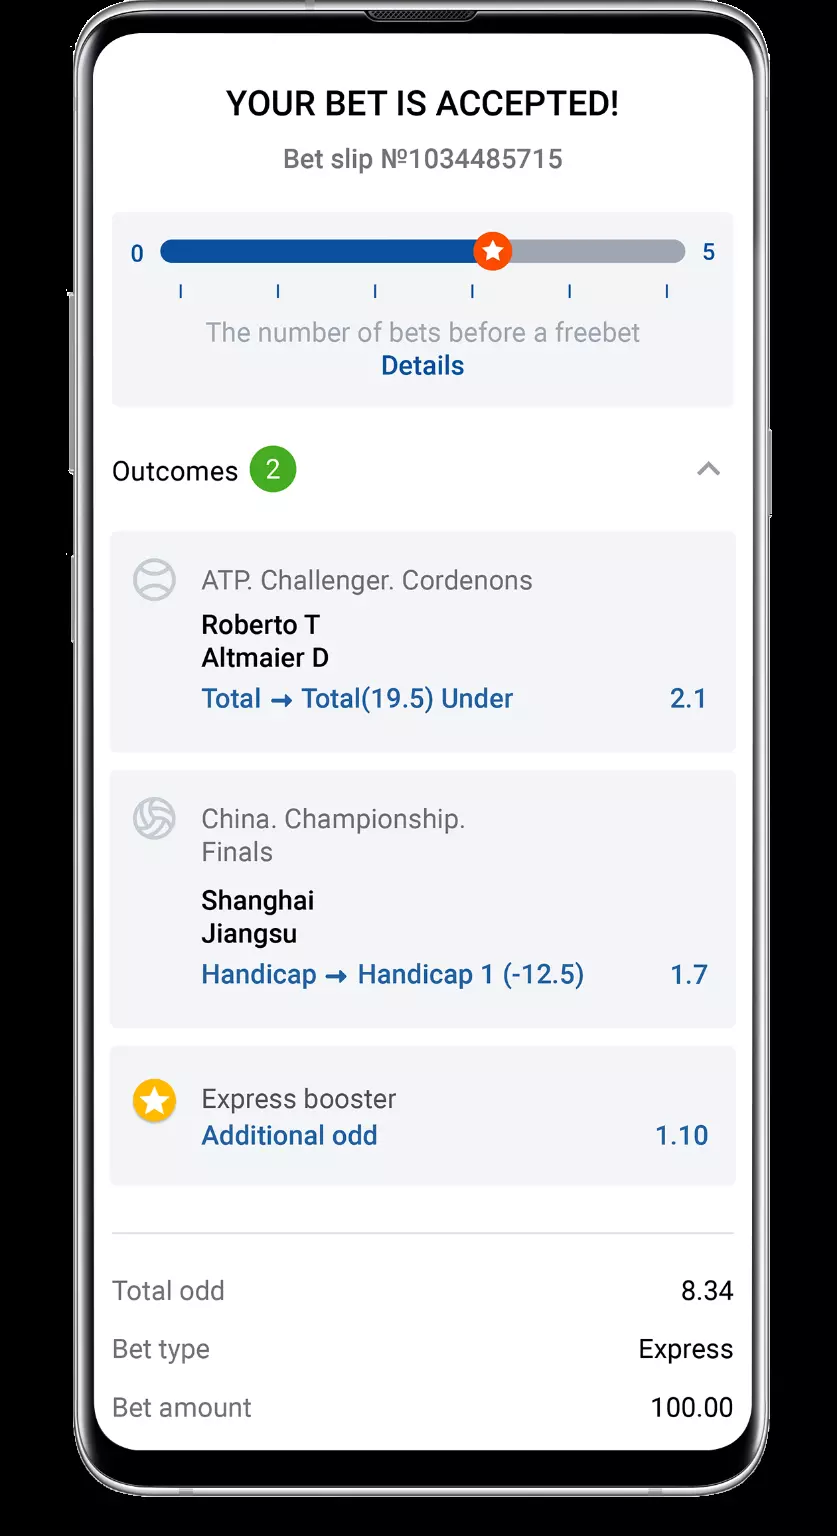 YOUR BET IS ACCEPTED!
Bet slip №1034485715
0 5
The number of bets before a freebet
Details
Outcomes 2
ATP. Challenger. Cordenons
Roberto T
Altmaier D
Total → Total(19.5) Under 2.1
China. Championship.
Finals
Shanghai
Jiangsu
Handicap → Handicap 1 (-12.5) 1.7
Express booster
Additional odd 1.10
Total odd 8.34
Bet type Express
Bet amount 100.00